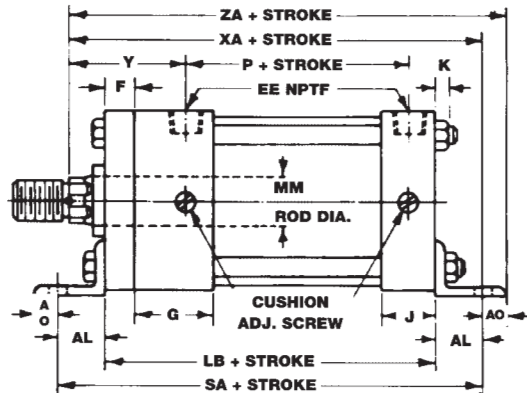 ZA + STROKE
XA + STROKE
Y
P + STROKE
K
F
EE NPTF
MM
ROD DIA.
A
O
AL
G
CUSHION
ADJ. SCREW
J
AO
AL
LB + STROKE
SA + STROKE